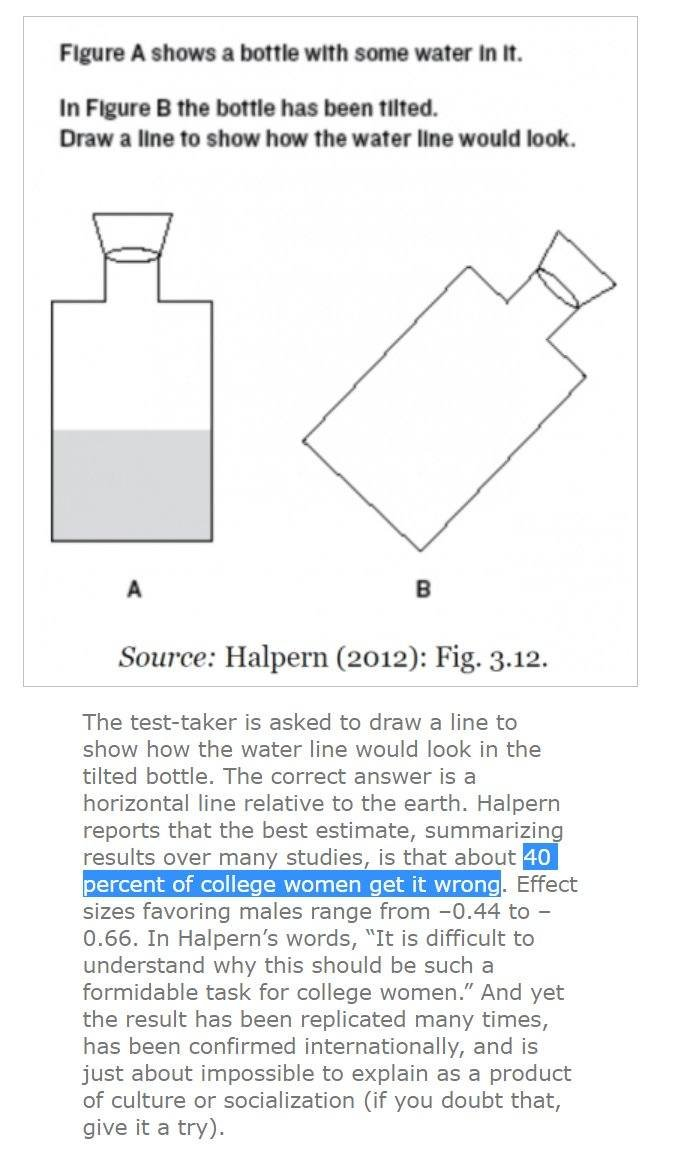 Figure A shows a bottle with some water in it.
In Figure B the bottle has been tilted.
Draw a line to show how the water line would look.
A
B
Source: Halpern (2012): Fig. 3.12.
The test-taker is asked to draw a line to
show how the water line would look in the
tilted bottle. The correct answer is a
horizontal line relative to the earth. Halpern
reports that the best estimate, summarizing
results over many studies, is that about 40
percent of college women get it wrong. Effect
sizes favoring males range from −0.44 to –
0.66. In Halpern’s words, “It is difficult to
understand why this should be such a
formidable task for college women.” And yet
the result has been replicated many times,
has been confirmed internationally, and is
just about impossible to explain as a product
of culture or socialization (if you doubt that,
give it a try).